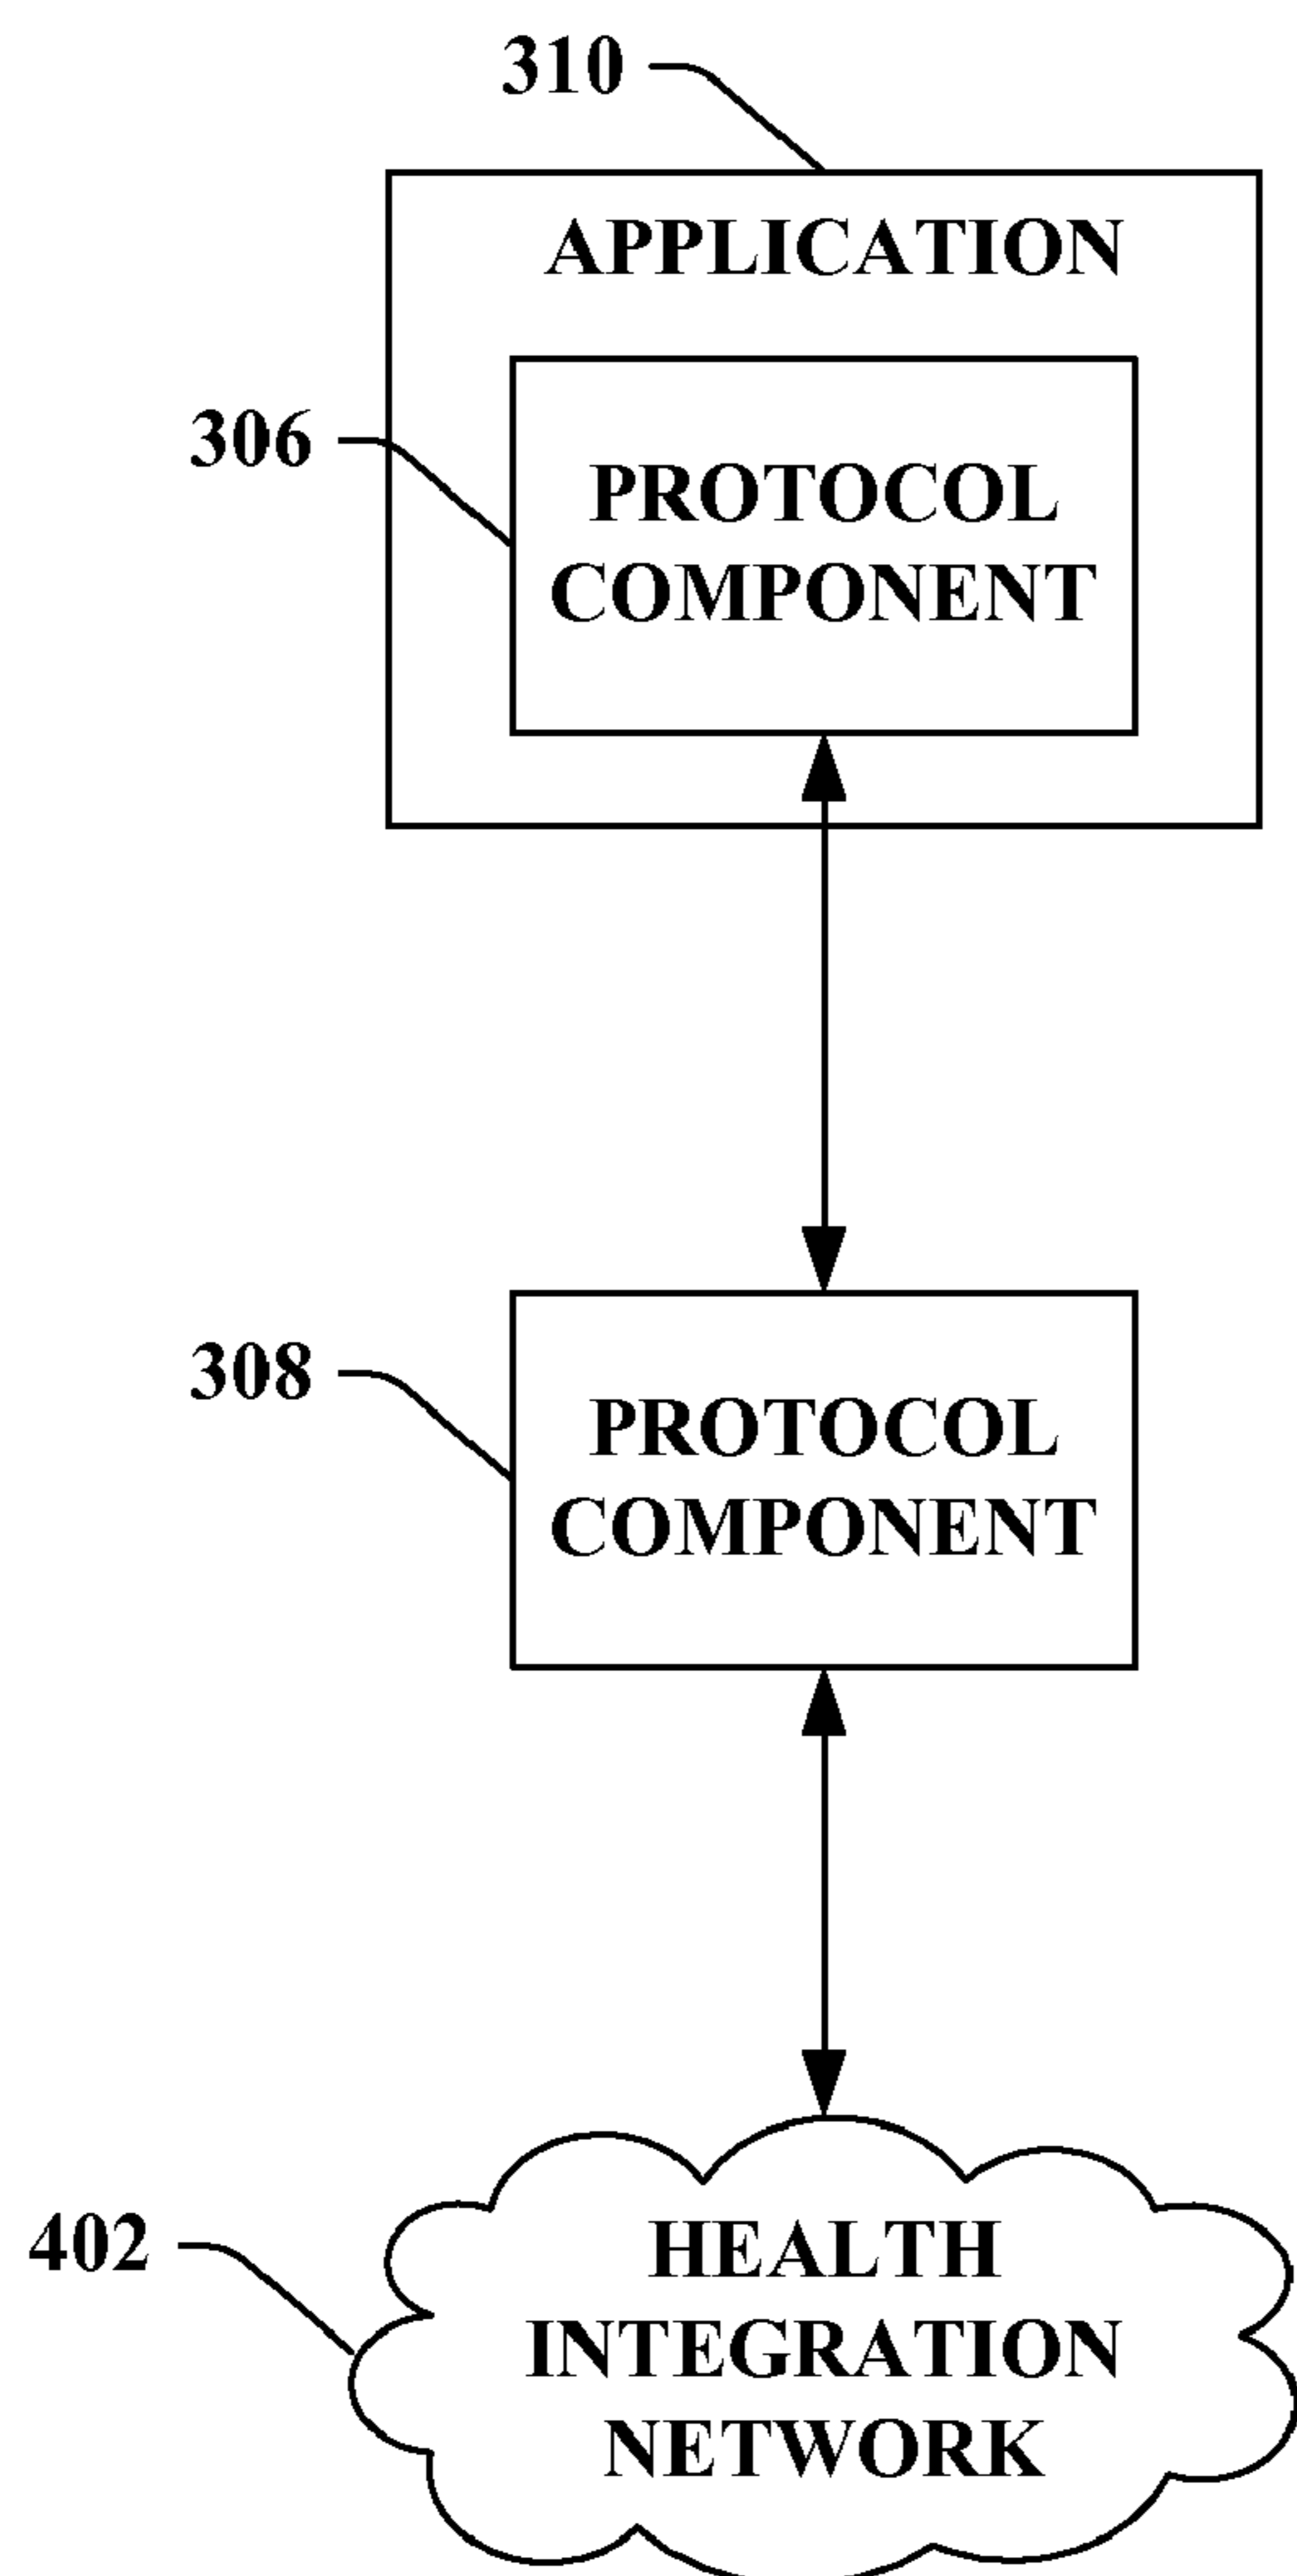 310
APPLICATION
306
PROTOCOL
COMPONENT
308
PROTOCOL
COMPONENT
402
HEALTH
INTEGRATION
NETWORK